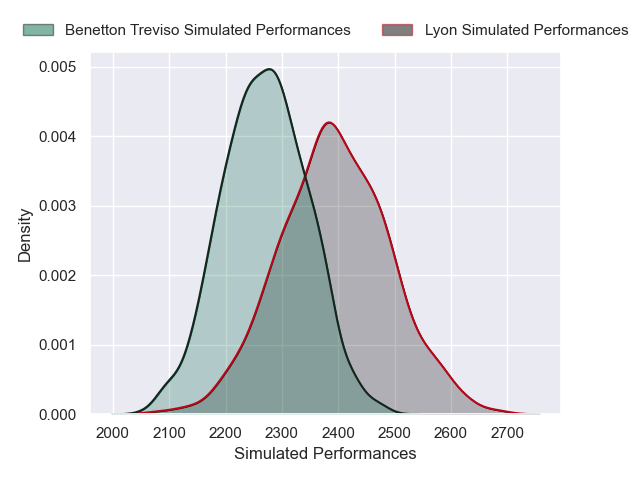 Benetton Treviso Simulated Performances Lyon Simulated Performances
0.005
0.004
0.003
0.002
0.001
0.000
Density
2000 2100 2200 2300 2400 2500 2600 2700
Simulated Performances